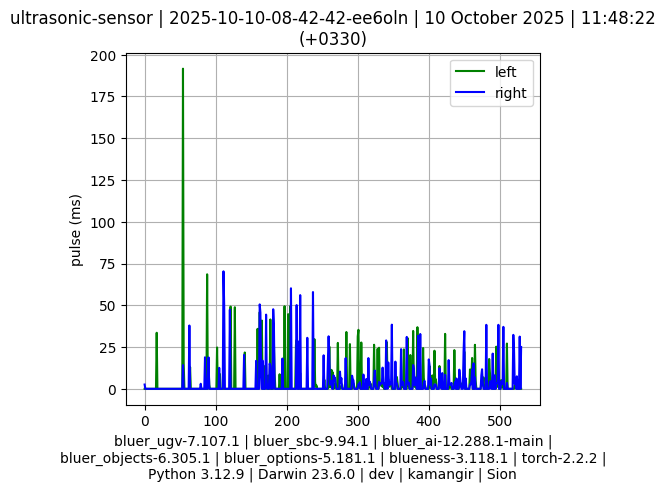 ultrasonic-sensor | 2025-10-10-08-42-42-ee6oln | 10 October 2025 | 11:48:22
(+0330)
200
175
150
125
100
75
50
25
0
pulse (ms)
left
right
0
100
200
300
400
500
bluer_ugv-7.107.1 | bluer_sbc-9.94.1 | bluer_ai-12.288.1-main |
bluer_objects-6.305.1 | bluer_options-5.181.1 | blueness-3.118.1 | torch-2.2.2 |
Python 3.12.9 | Darwin 23.6.0 | dev | kamangir | Sion